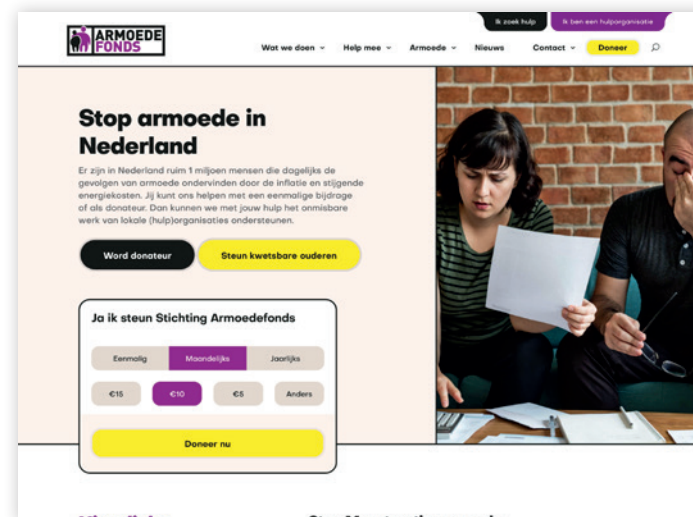 ARMOEDE
FONDS
Ik zoek hulp
Ik ben een hulporganisatie
Wat we doen
Help mee
Armoede
Nieuws
Contact
Doneer
Stop armoede in
Nederland
Er zijn in Nederland ruim 1 miljoen mensen die dagelijks de
gevolgen van armoede ondervinden door de inflatie en stijgende
energiekosten. Jij kunt ons helpen met een eenmalige bijdrage
of als donateur. Dan kunnen we met jouw hulp het onmisbare
werk van lokale (hulp)organisaties ondersteunen.
Word donateur
Steun kwetsbare ouderen
Ja ik steun Stichting Armoedefonds
Eenmalig
Maandelijks
Jaarlijks
€15
€10
€5
Anders
Doneer nu